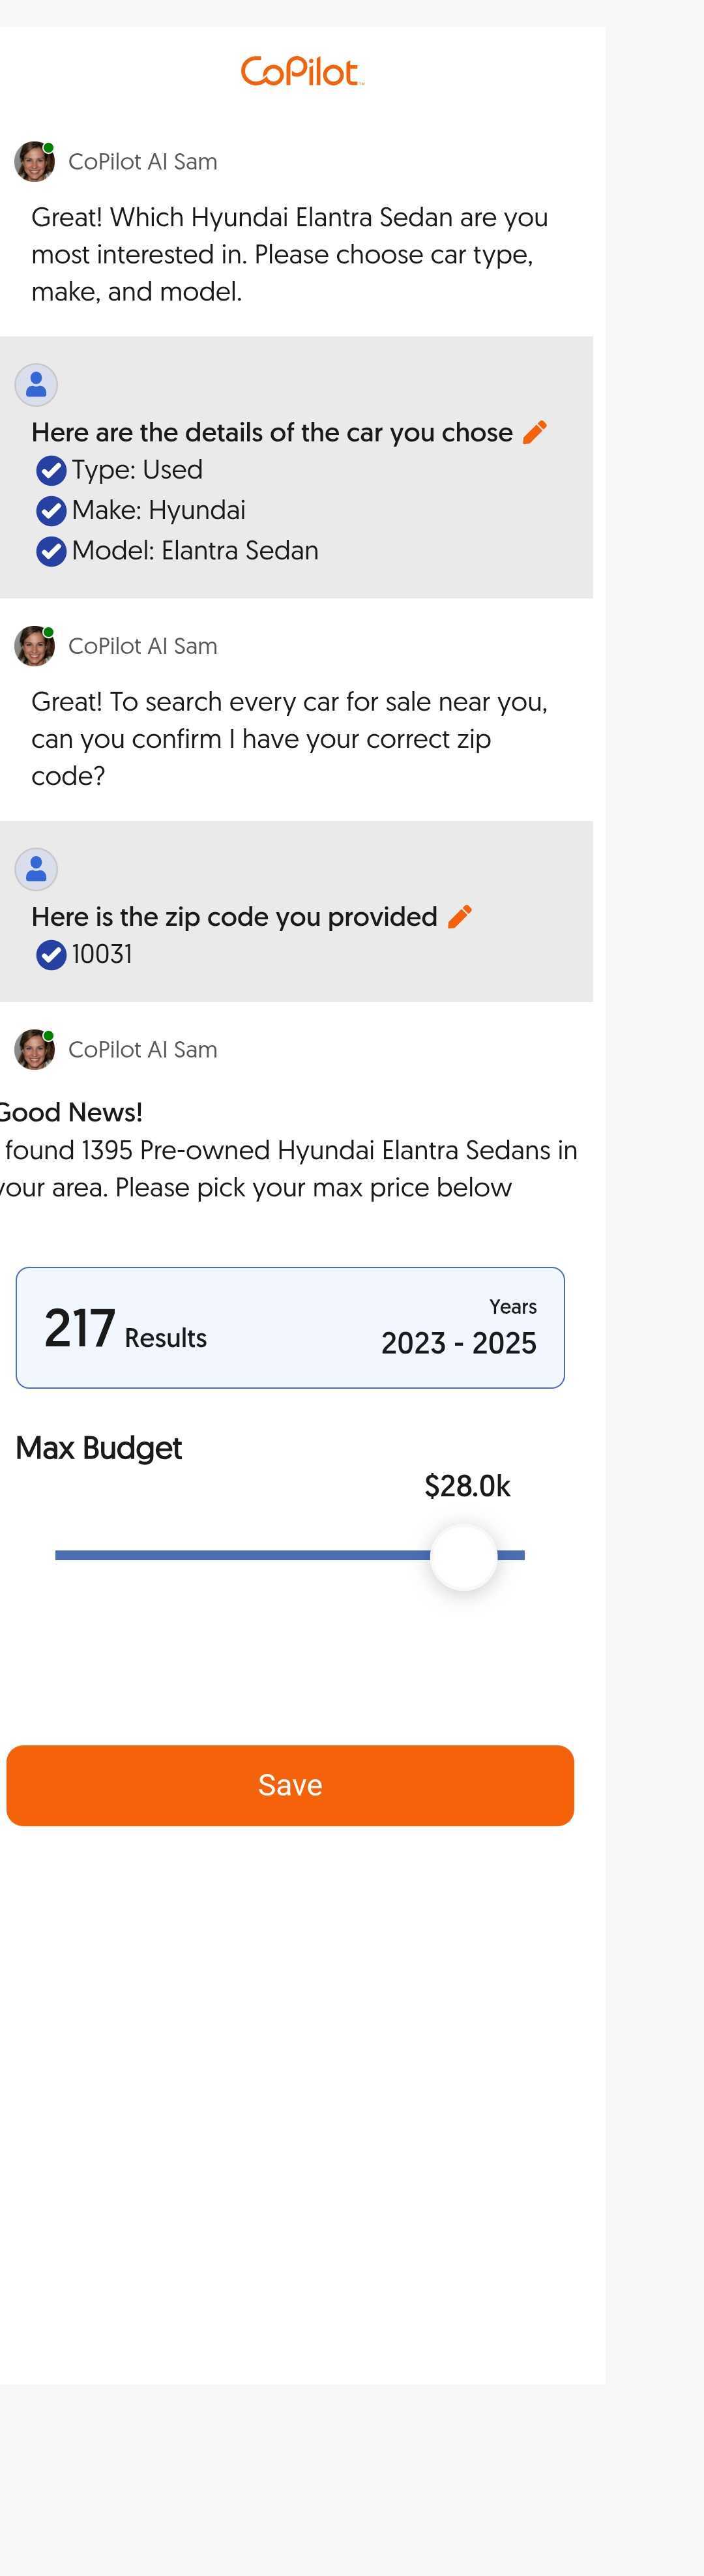 CoPilot
CoPilot AI Sam
Great! Which Hyundai Elantra Sedan are you
most interested in. Please choose car type,
make, and model.
Here are the details of the car you chose
Type: Used
Make: Hyundai
Model: Elantra Sedan
CoPilot AI Sam
Great! To search every car for sale near you,
can you confirm I have your correct zip
code?
Here is the zip code you provided
10031
CoPilot AI Sam
Good News!
found 1395 Pre-owned Hyundai Elantra Sedans in
your area. Please pick your max price below
217 Results
Years
2023 - 2025
Max Budget
$28.0k
Save